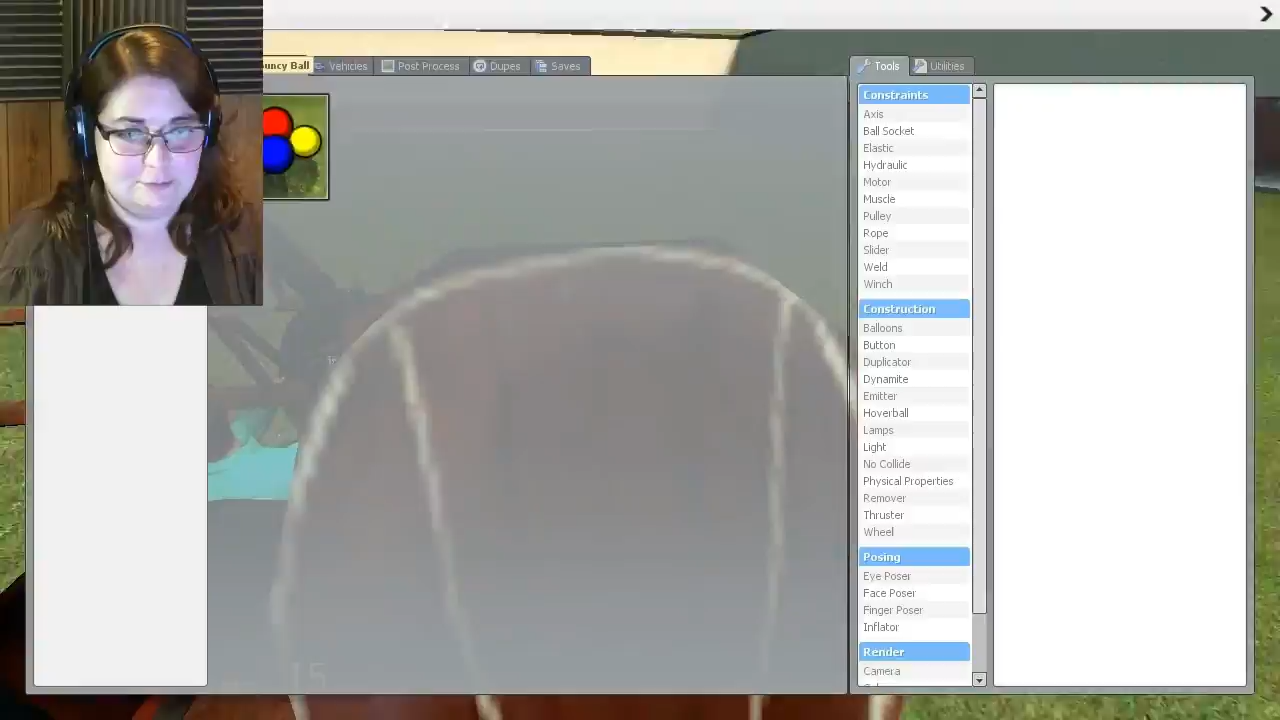 uncy Ball
Vehicles
Post Process
Dupes
Saves
Tools
Utilities
Constraints
Axis
Ball Socket
Elastic
Hydraulic
Motor
Muscle
Pulley
Rope
Slider
Weld
Winch
Construction
Balloons
Button
Duplicator
Dynamite
Emitter
Hoverball
Lamps
Light
No Collide
Physical Properties
Remover
Thruster
Wheel
Posing
Eye Poser
Face Poser
Finger Poser
Inflator
Render
Camera
15